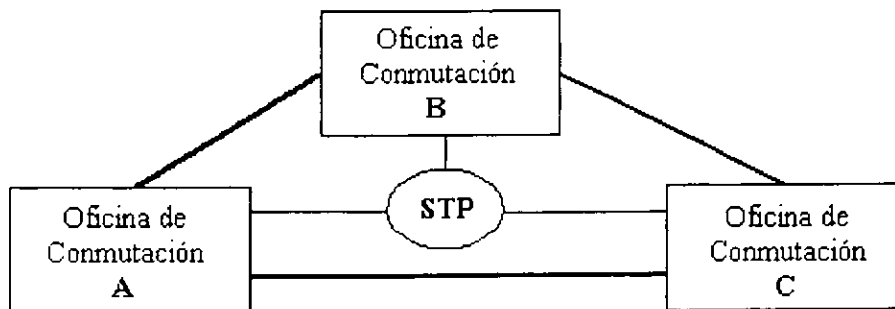 Oficina de
Conmutación
B
STP
Oficina de
Conmutación
A
Oficina de
Conmutación
C